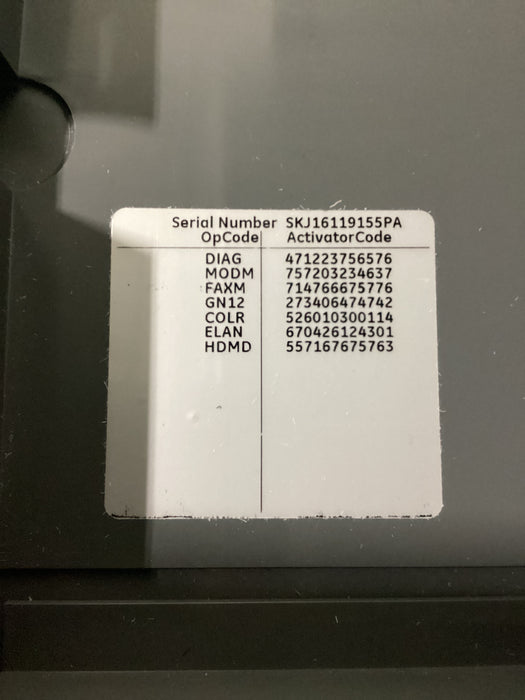 Serial Number SKJ16119155PA
OpCode ActivatorCode
DIAG 471223756576
MODM 757203234637
FAXM 714766675776
GN12 273406474742
COLR 526010300114
ELAN 670426124301
HDMD 557167675763